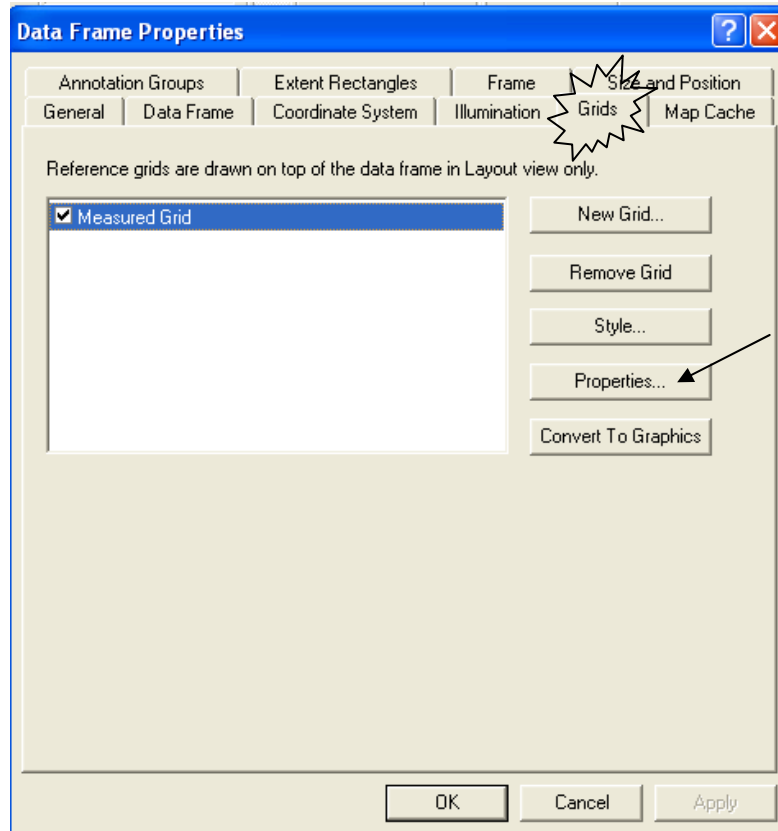 Data Frame Properties
Annotation Groups Extent Rectangles Frame Size and Position
General Data Frame Coordinate System Illumination Grids Map Cache
Reference grids are drawn on top of the data frame in Layout view only.
Measured Grid
New Grid...
Remove Grid
Style...
Properties...
Convert To Graphics
OK Cancel Apply